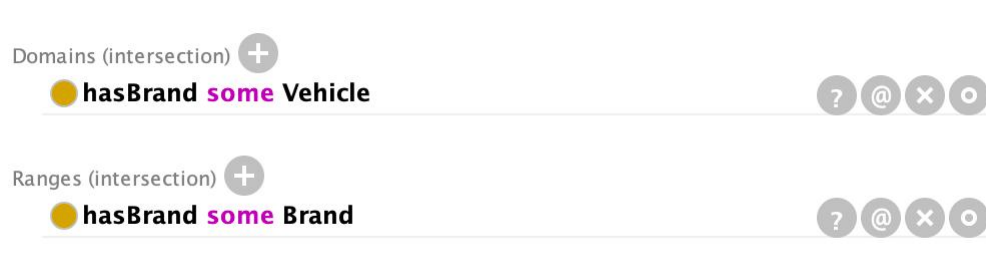 Domains (intersection) +
hasBrand some Vehicle ? @ × o
Ranges (intersection) +
hasBrand some Brand ? @ × o